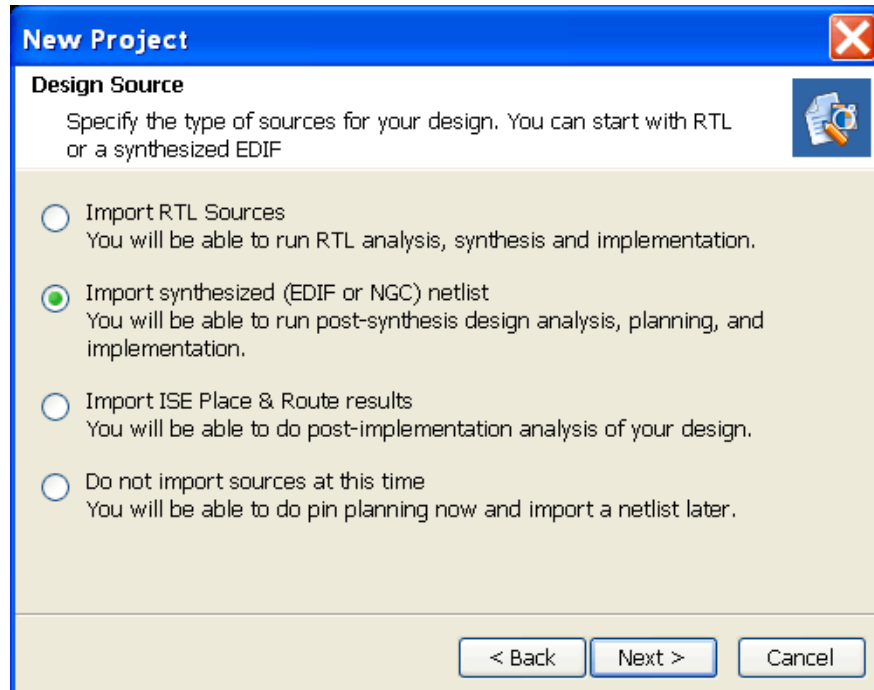 New Project
Design Source
Specify the type of sources for your design. You can start with RTL
or a synthesized EDIF
Import RTL Sources
You will be able to run RTL analysis, synthesis and implementation.
Import synthesized (EDIF or NGC) netlist
You will be able to run post-synthesis design analysis, planning, and
implementation.
Import ISE Place & Route results
You will be able to do post-implementation analysis of your design.
Do not import sources at this time
You will be able to do pin planning now and import a netlist later.
< Back Next > Cancel